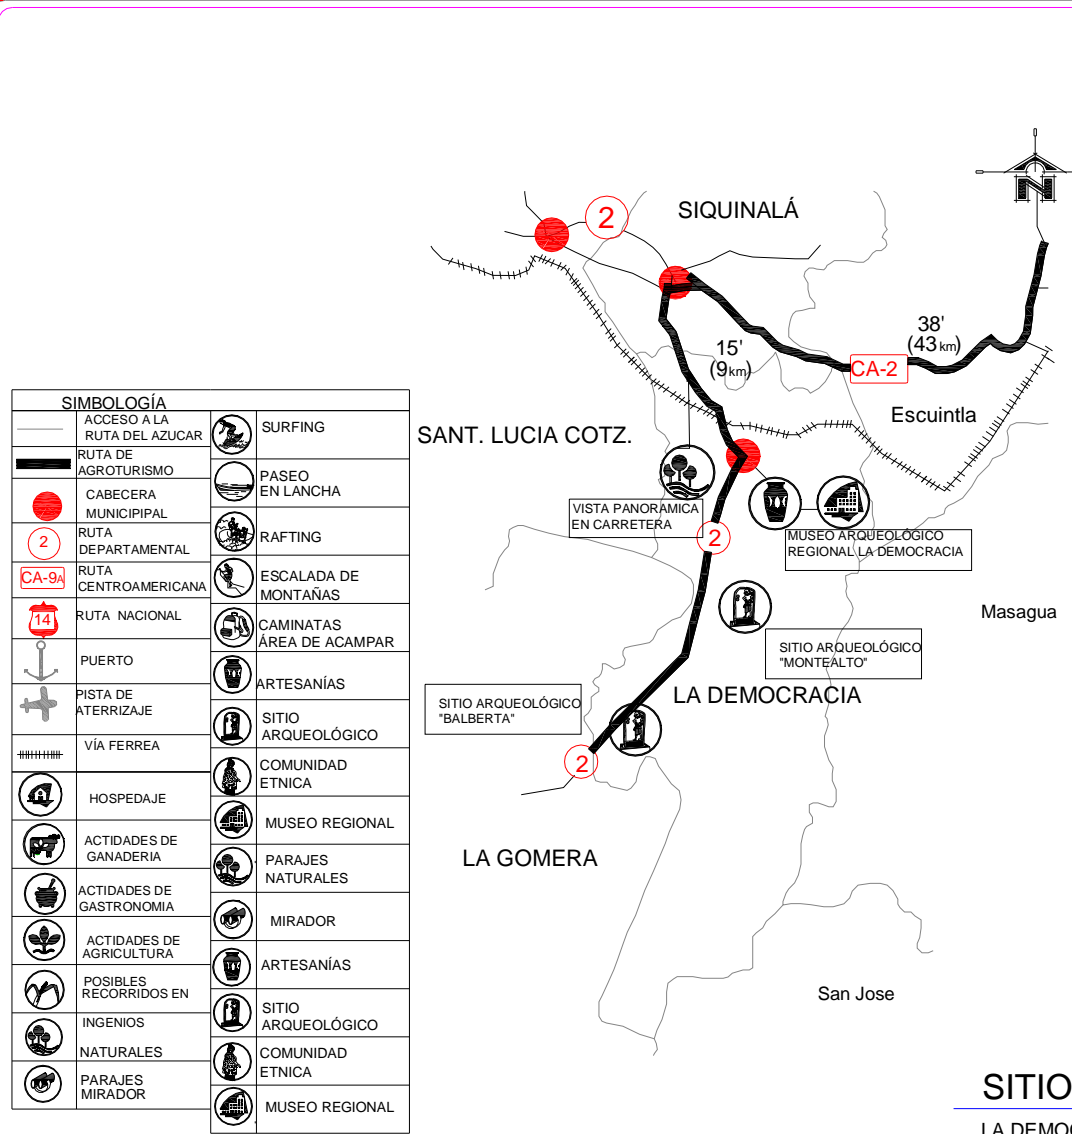 N
SIQUINALÁ
2
38'
(43 km)
15'
(9km)
CA-2
Escuintla
SANT. LUCIA COTZ.
VISTA PANORAMICA
EN CARRETERA
2
MUSEO ARQUEOLÓGICO
REGIONAL LA DEMOCRACIA
Masagua
SITIO ARQUEOLÓGICO
"MONTEALTO"
LA DEMOCRACIA
SITIO ARQUEOLÓGICO
"BALBERTA"
2
LA GOMERA
San Jose
SITIO
SIMBOLOGÍA
ACCESO A LA
RUTA DEL AZUCAR
RUTA DE
AGROTURISMO
CABECERA
MUNICIPIPAL
2
RUTA
DEPARTAMENTAL
CA-9A
RUTA
CENTROAMERICANA
14
RUTA NACIONAL
PUERTO
PISTA DE
ATERRIZAJE
VÍA FERREA
HOSPEDAJE
ACTIDADES DE
GANADERIA
ACTIDADES DE
GASTRONOMIA
ACTIDADES DE
AGRICULTURA
POSIBLES
RECORRIDOS EN
INGENIOS
NATURALES
PARAJES
MIRADOR
SURFING
PASEO
EN LANCHA
RAFTING
ESCALADA DE
MONTAÑAS
CAMINATAS
ÁREA DE ACAMPAR
ARTESANÍAS
SITIO
ARQUEOLÓGICO
COMUNIDAD
ETNICA
MUSEO REGIONAL
PARAJES
NATURALES
MIRADOR
ARTESANÍAS
SITIO
ARQUEOLÓGICO
COMUNIDAD
ETNICA
MUSEO REGIONAL